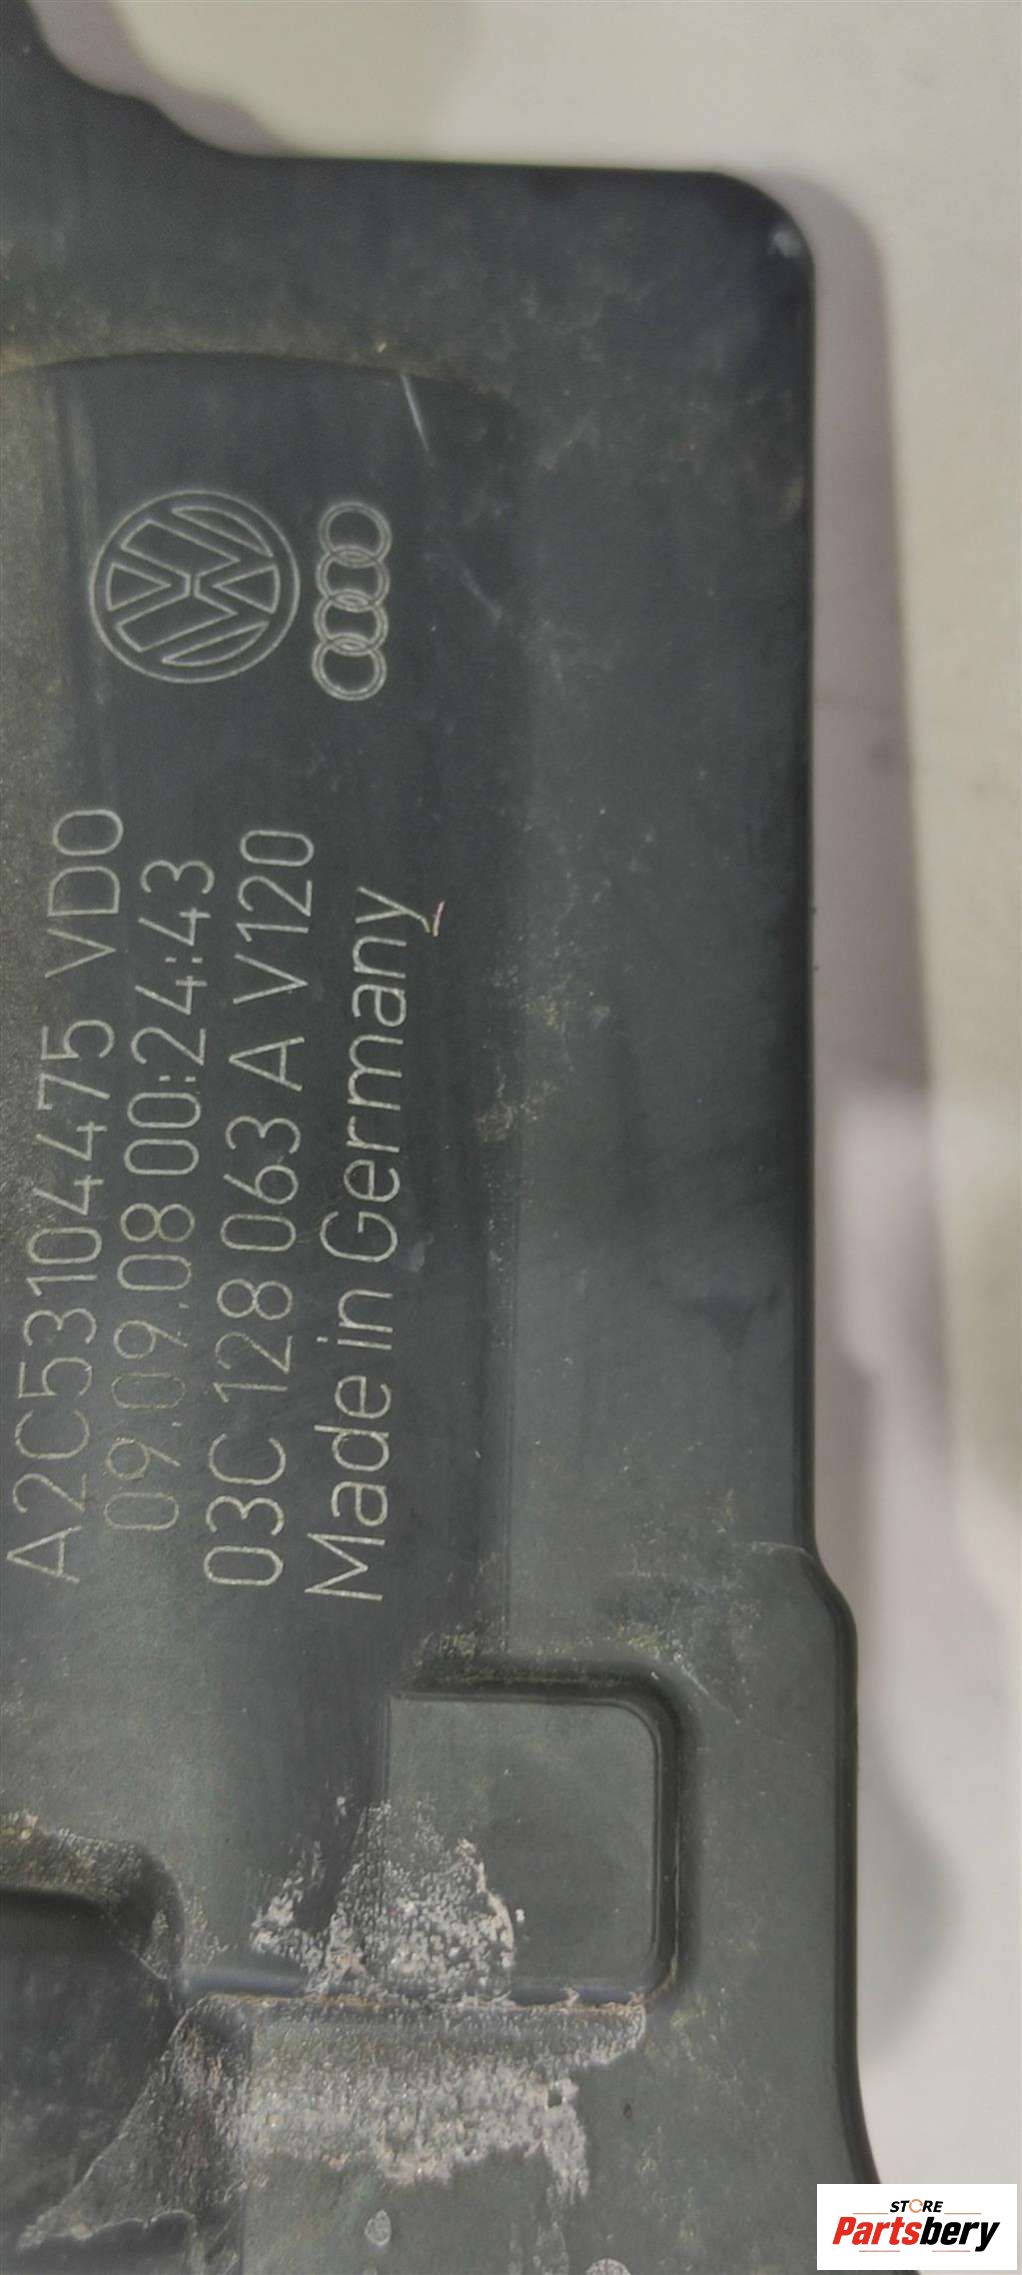 A2C53104475 VDO
09.09.08 00:24:43
03C 128 063 A V120
Made in Germany
STORE
Partsbery